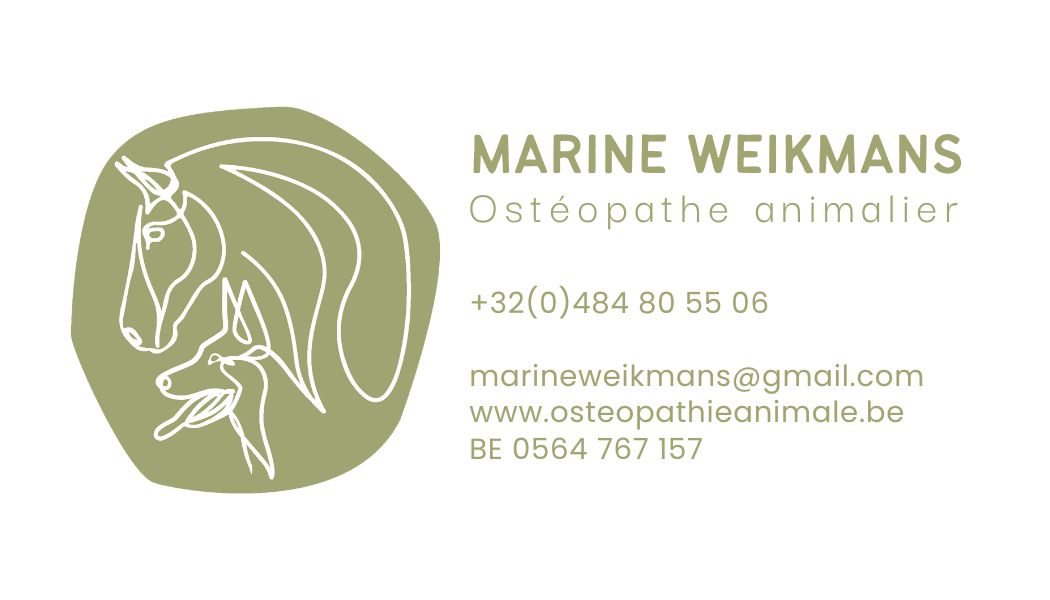 MARINE WEIKMANS
Ostéopathe animalier
+32(0)484 80 55 06
marineweikmans@gmail.com
www.osteopathieanimale.be
BE 0564 767 157